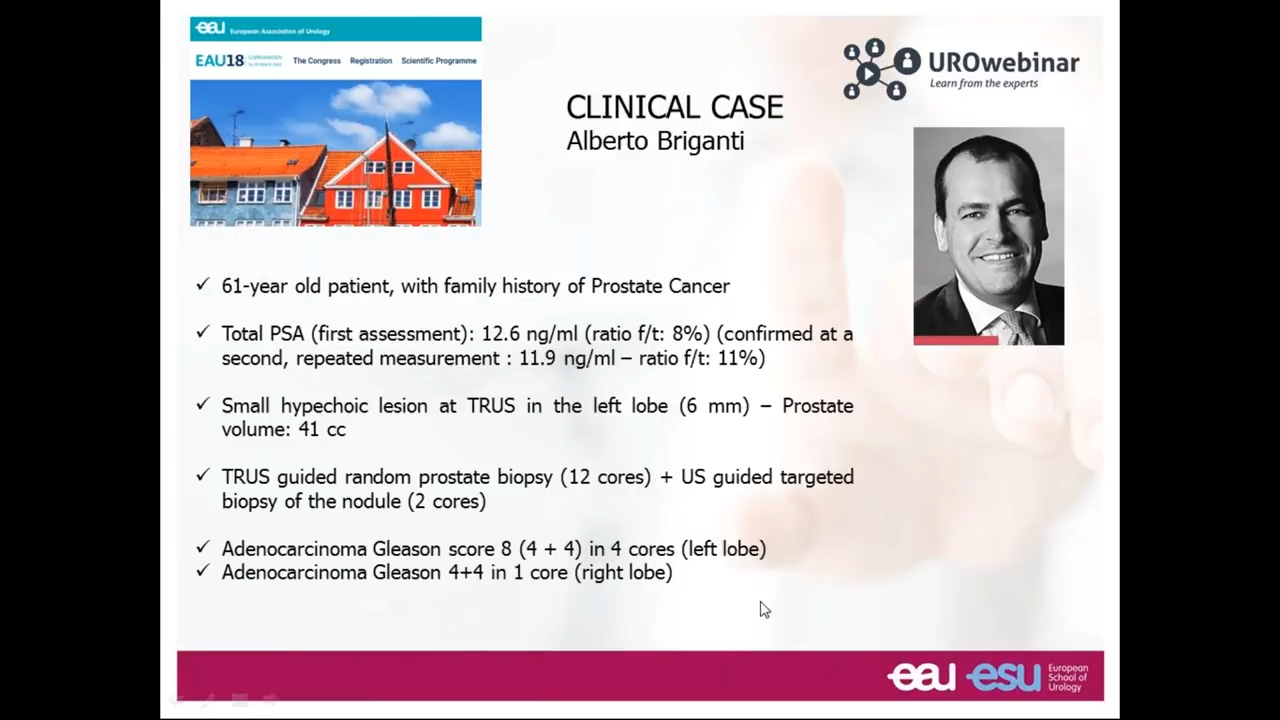 eau European Association of Urology
EAU18 COPENHAGEN The Congress Registration Scientific Programme
UROwebinar
Learn from the experts
CLINICAL CASE
Alberto Briganti
✓ 61-year old patient, with family history of Prostate Cancer
✓ Total PSA (first assessment): 12.6 ng/ml (ratio f/t: 8%) (confirmed at a
second, repeated measurement : 11.9 ng/ml – ratio f/t: 11%)
✓ Small hypechoic lesion at TRUS in the left lobe (6 mm) – Prostate
volume: 41 cc
✓ TRUS guided random prostate biopsy (12 cores) + US guided targeted
biopsy of the nodule (2 cores)
✓ Adenocarcinoma Gleason score 8 (4 + 4) in 4 cores (left lobe)
✓ Adenocarcinoma Gleason 4+4 in 1 core (right lobe)
eau esu European
School of
Urology